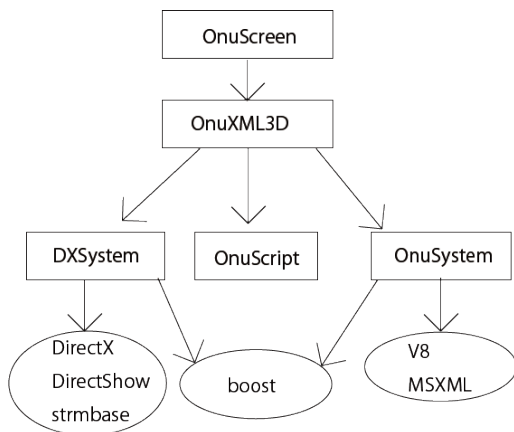 OnuScreen
OnuXML3D
DXSystem
OnuScript
OnuSystem
DirectX
DirectShow
strmbase
boost
V8
MSXML